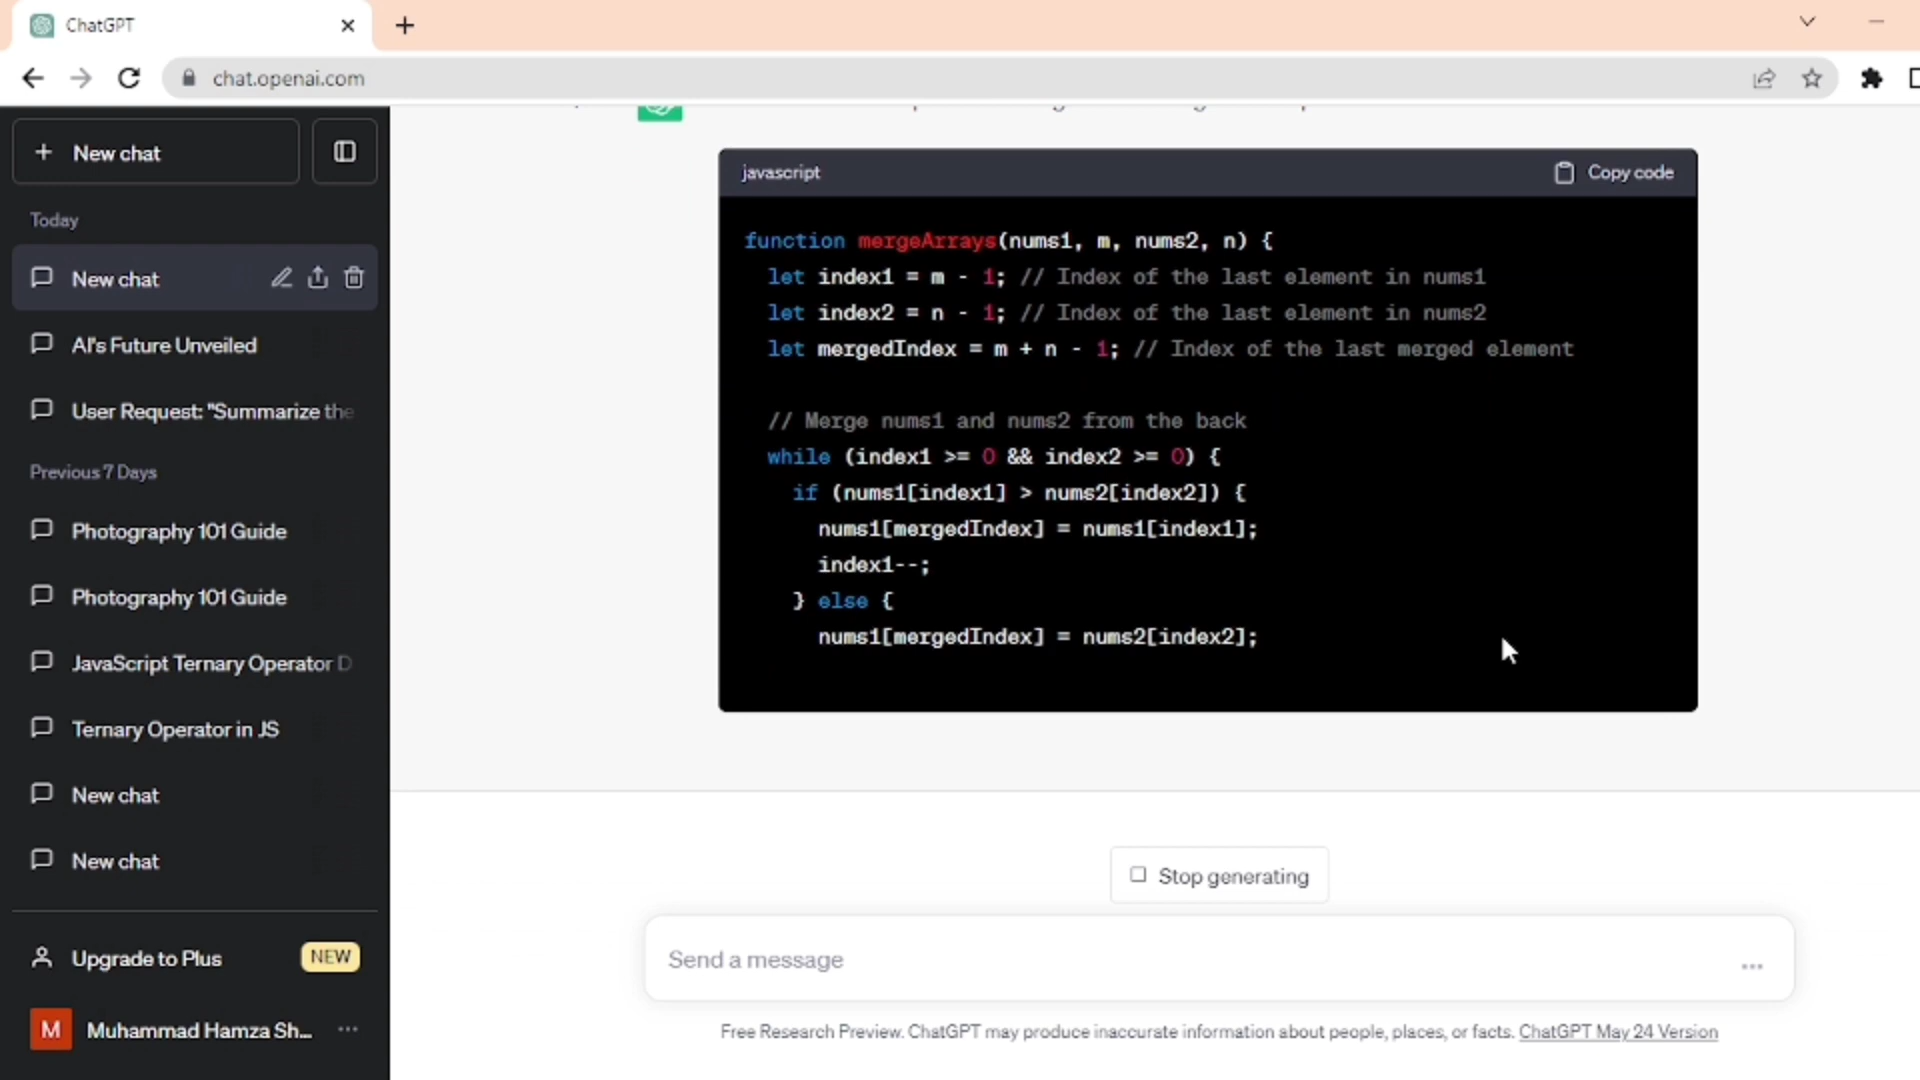 ChatGPT
chat.openai.com
New chat
Today
New chat
AI's Future Unveiled
User Request: "Summarize the
Previous 7 Days
Photography 101 Guide
Photography 101 Guide
JavaScript Ternary Operator D
Ternary Operator in JS
New chat
New chat
Upgrade to Plus NEW
M Muhammad Hamza Sh...
javascript Copy code
function mergeArrays(nums1, m, nums2, n) {
let index1 = m - 1; // Index of the last element in nums1
let index2 = n - 1; // Index of the last element in nums2
let mergedIndex = m + n - 1; // Index of the last merged element
// Merge nums1 and nums2 from the back
while (index1 >= 0 && index2 >= 0) {
if (nums1[index1] > nums2[index2]) {
nums1[mergedIndex] = nums1[index1];
index1--;
} else {
nums1[mergedIndex] = nums2[index2];
Stop generating
Send a message
Free Research Preview. ChatGPT may produce inaccurate information about people, places, or facts. ChatGPT May 24 Version